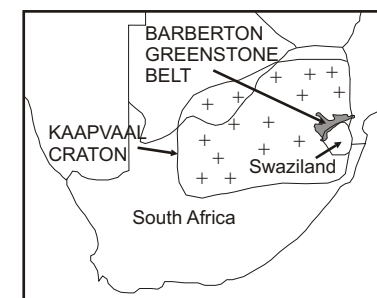 BARBERTON
GREENSTONE
BELT
KAAPVAAL
CRATON
Swaziland
South Africa